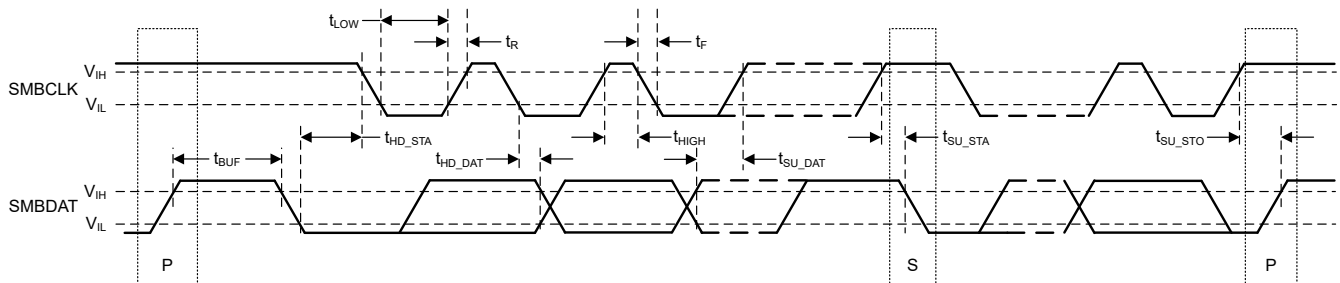 tLOW
tR
tF
VIH
SMBCLK
VIL
tHD_STA
tHIGH
tSU_STA
tSU_STO
tBUF
tHD_DAT
tSU_DAT
VIH
SMBDAT
VIL
P
S
P